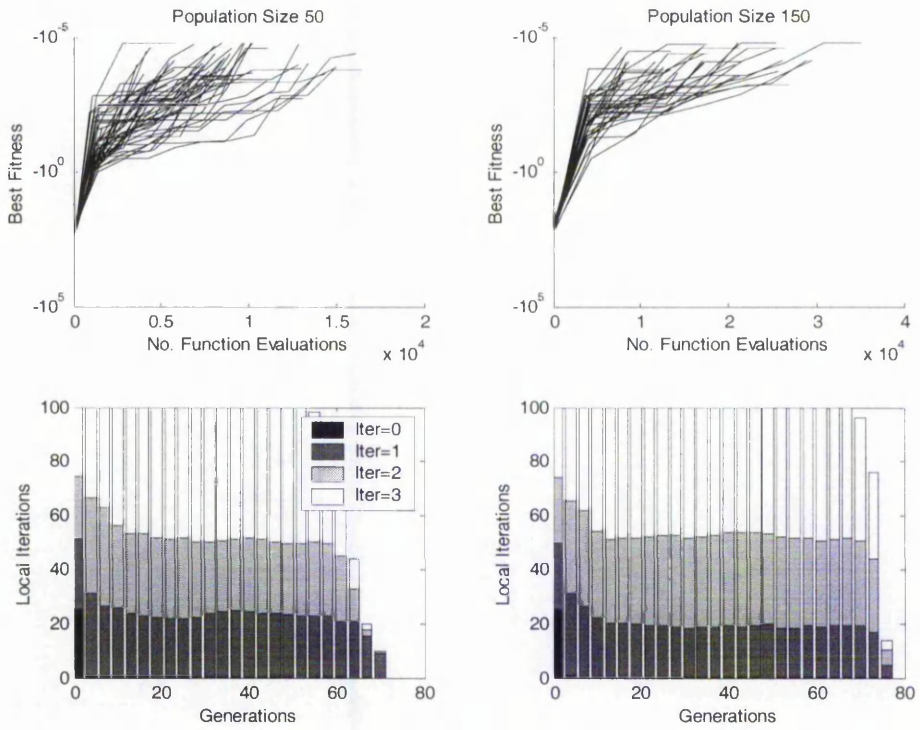 Population Size 50
-10^-5
-10^0
-10^5
Best Fitness
0 0.5 1 1.5 2
No. Function Evaluations
x 10^4
Population Size 150
-10^-5
-10^0
-10^5
Best Fitness
0 1 2 3 4
No. Function Evaluations
x 10^4
100
80
60
40
20
0
Local Iterations
Iter=0
Iter=1
Iter=2
Iter=3
0 20 40 60 80
Generations
100
80
60
40
20
0
Local Iterations
0 20 40 60 80
Generations